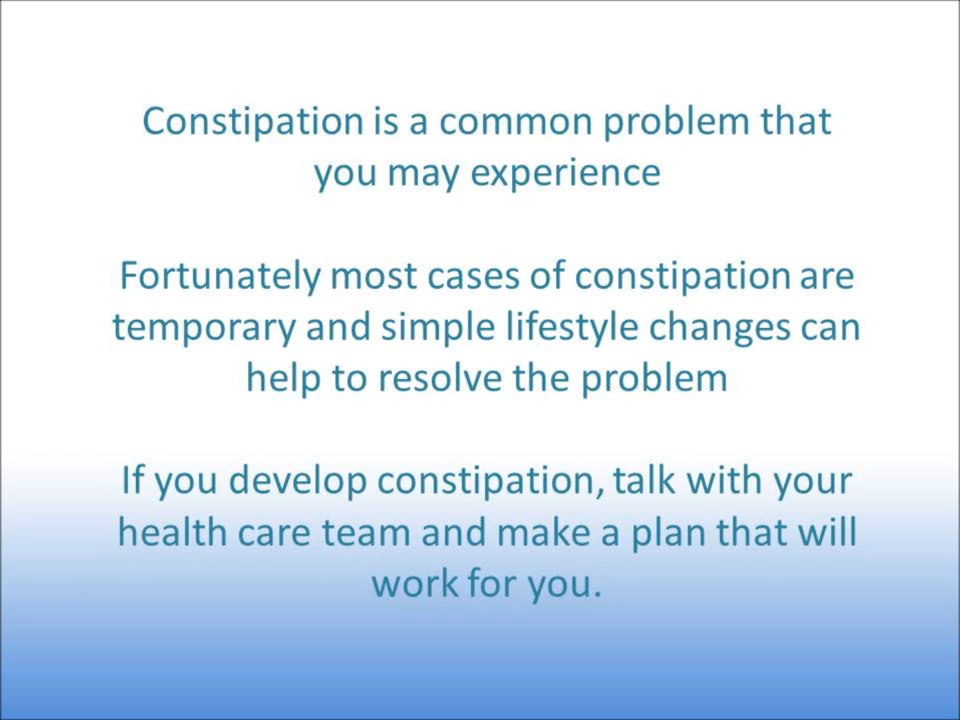 Constipation is a common problem that
you may experience
Fortunately most cases of constipation are
temporary and simple lifestyle changes can
help to resolve the problem
If you develop constipation, talk with your
health care team and make a plan that will
work for you.